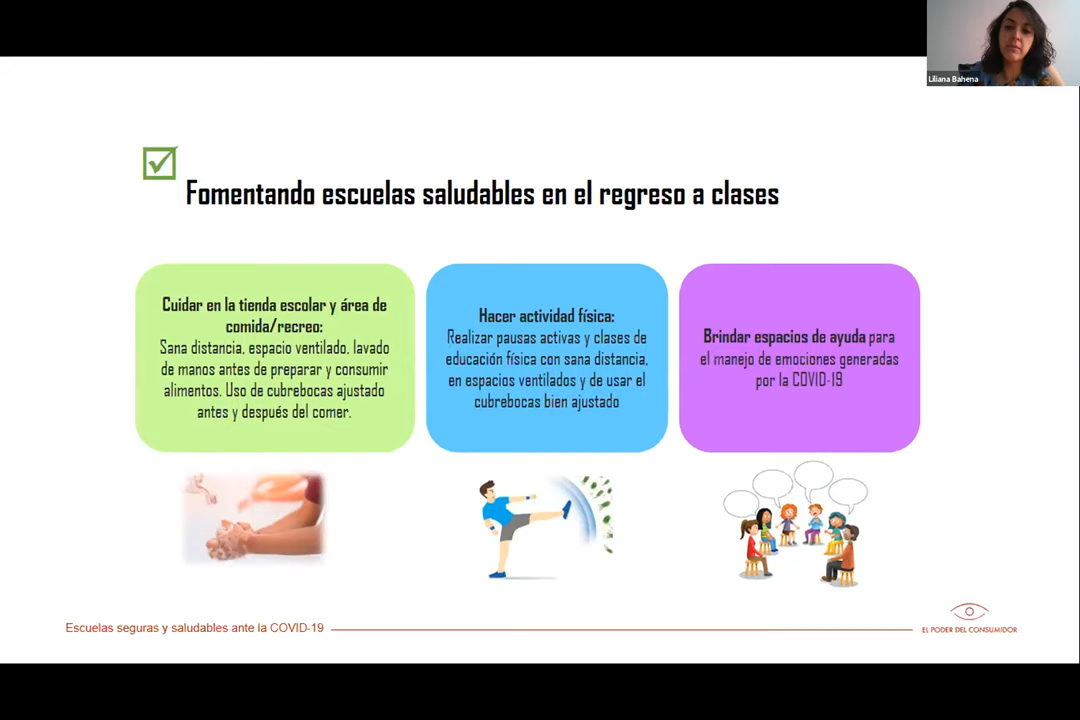 Liliana Bahena
Fomentando escuelas saludables en el regreso a clases
Cuidar en la tienda escolar y área de
comida/recreo:
Sana distancia, espacio ventilado, lavado
de manos antes de preparar y consumir
alimentos. Uso de cubrebocas ajustado
antes y después del comer.
Hacer actividad física:
Realizar pausas activas y clases de
educación física con sana distancia,
en espacios ventilados y de usar el
cubrebocas bien ajustado
Brindar espacios de ayuda para
el manejo de emociones generadas
por la COVID-19
Escuelas seguras y saludables ante la COVID-19
EL PODER DEL CONSUMIDOR